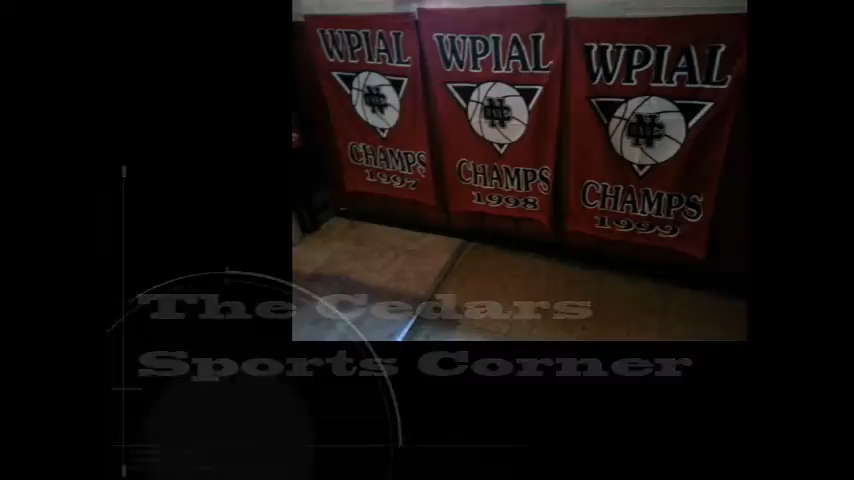 WPIAL
CHAMPS
1997
WPIAL
CHAMPS
1998
WPIAL
CHAMPS
1999
The Cedars
Sports Corner